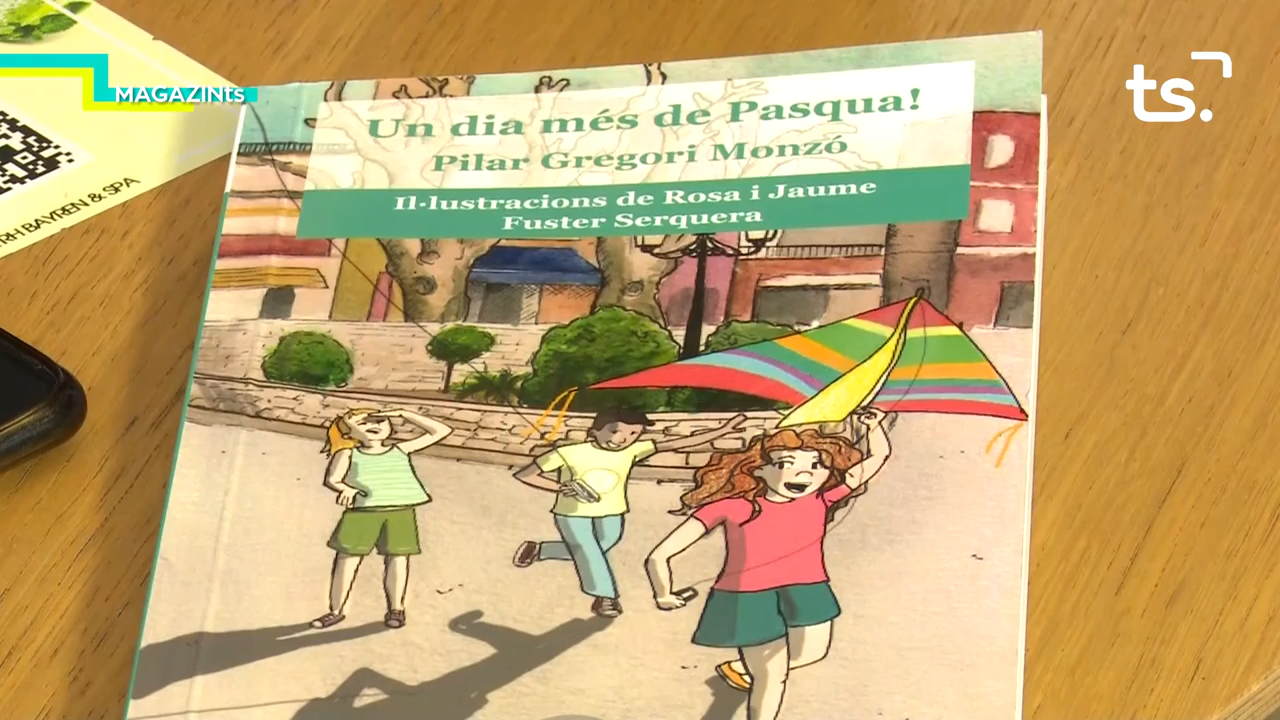 MAGAZINts
ts.
Un dia més de Pasqua!
Pilar Gregori Monzó
Il·lustracions de Rosa i Jaume
Fuster Serquera
BAYREN & SPA